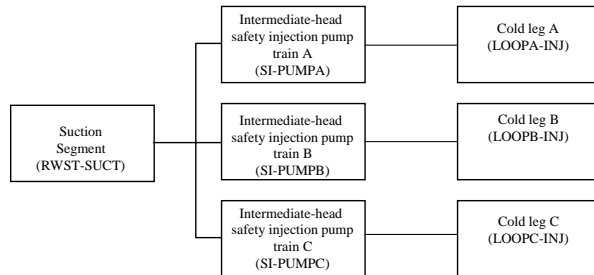 Intermediate-head
safety injection pump
train A
(SI-PUMPA)
Cold leg A
(LOOPA-INJ)
Suction
Segment
(RWST-SUCT)
Intermediate-head
safety injection pump
train B
(SI-PUMPB)
Cold leg B
(LOOPB-INJ)
Intermediate-head
safety injection pump
train C
(SI-PUMPC)
Cold leg C
(LOOPC-INJ)